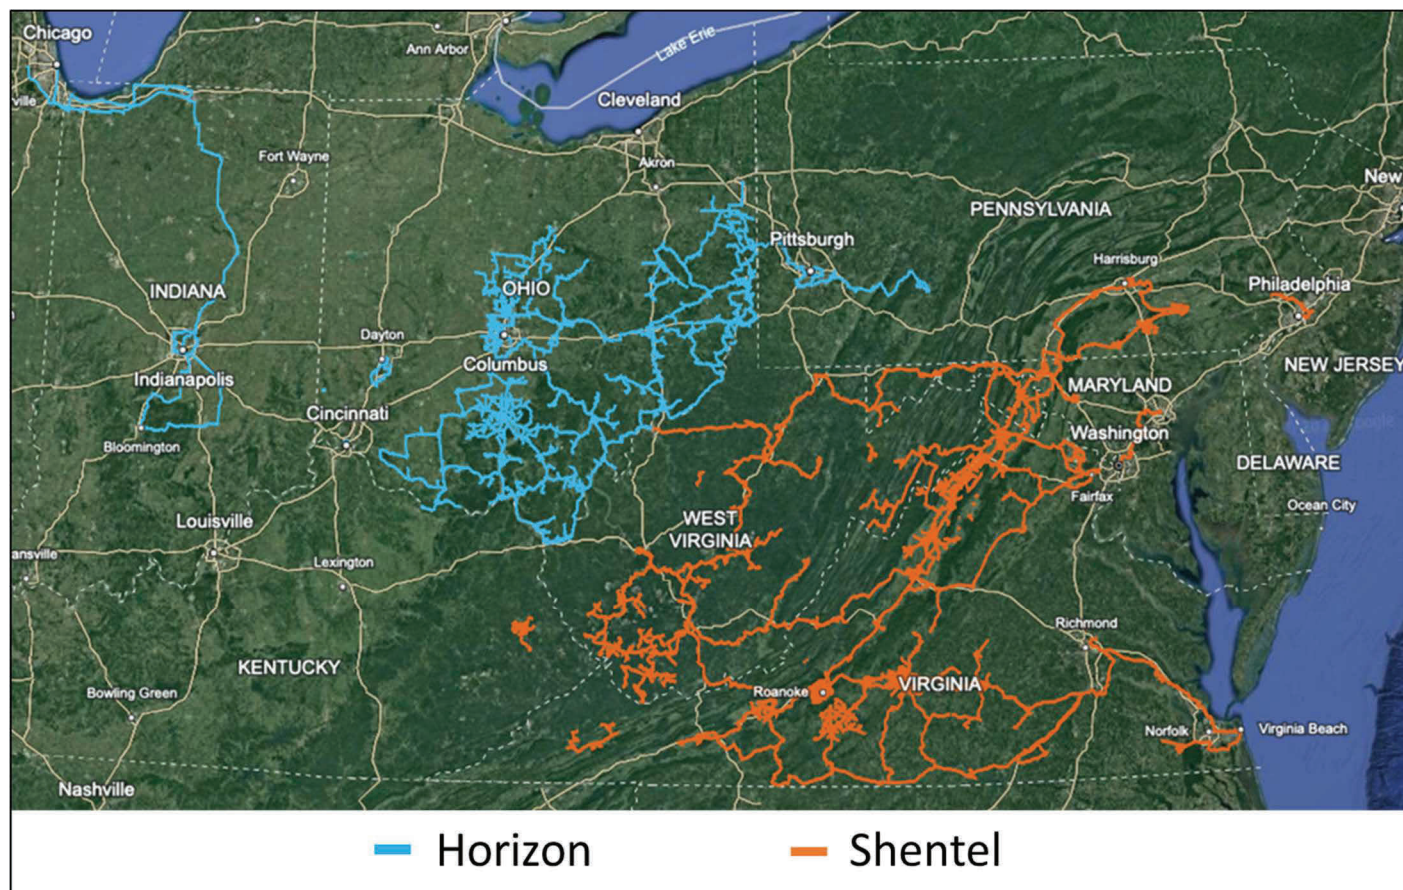 Chicago
Ann Arbor
Lake Erie
Cleveland
ville
Fort Wayne
Akron
New
PENNSYLVANIA
Pittsburgh
Harrisburg
INDIANA
OHIO
Philadelphia
Dayton
Columbus
NEW JERSEY
Indianapolis
MARYLAND
Cincinnati
Washington
Bloomington
DELAWARE
Fairfax
Ocean City
Louisville
WEST
VIRGINIA
ansville
Lexington
Richmond
KENTUCKY
Bowling Green
Roanoke
VIRGINIA
Norfolk
Virginia Beach
Nashville
Horizon
Shentel